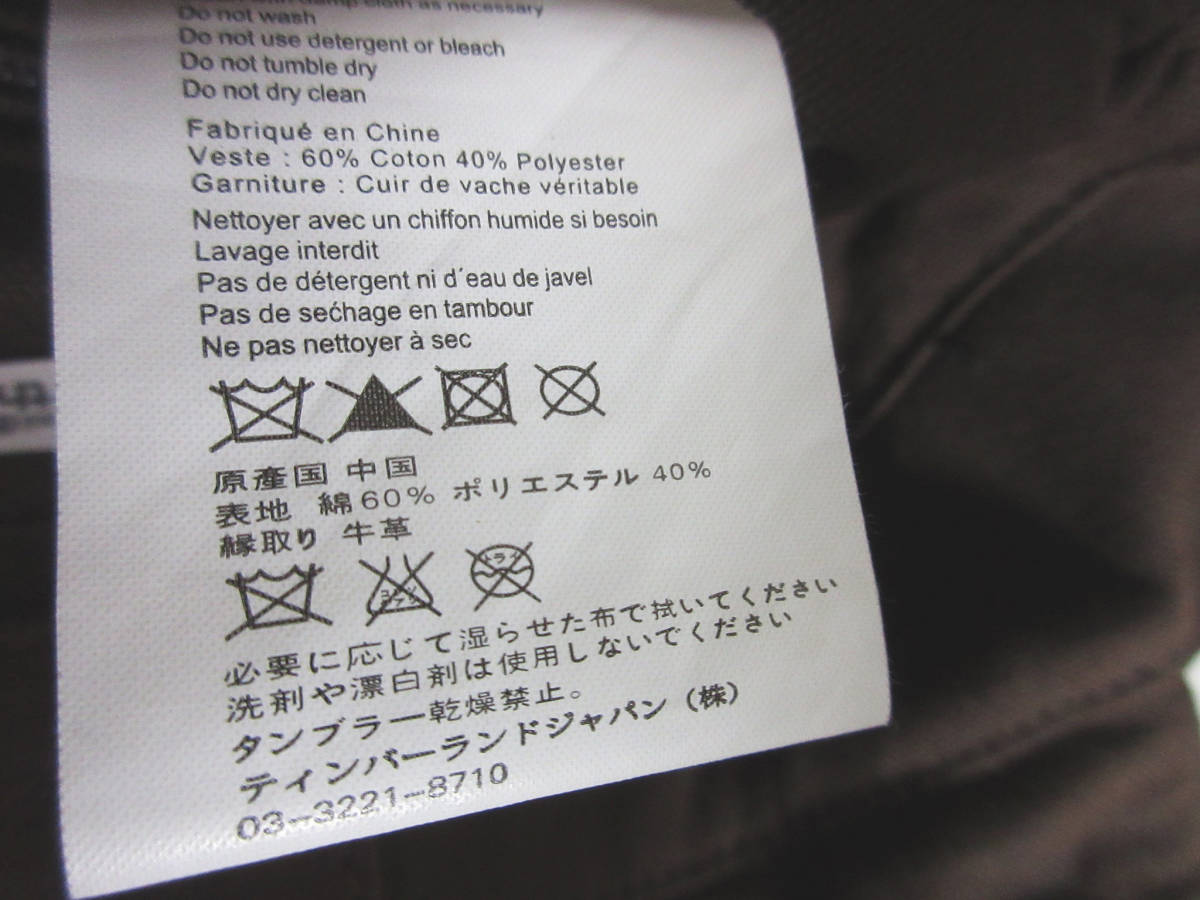 damp cloth as necessary
Do not wash
Do not use detergent or bleach
Do not tumble dry
Do not dry clean
Fabriqué en Chine
Veste : 60% Coton 40% Polyester
Garniture : Cuir de vache véritable
Nettoyer avec un chiffon humide si besoin
Lavage interdit
Pas de détergent ni d´eau de javel
Pas de sećhage en tambour
Ne pas nettoyer à sec
原産国 中国
表地 綿60% ポリエステル 40%
縁取り 牛革
必要に応じて湿らせた布で拭いてください
洗剤や漂白剤は使用しないでください
タンブラー乾燥禁止。
ティンバーランドジャパン（株）
03-3221-8710